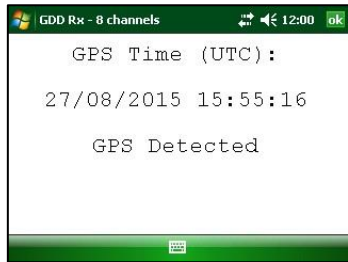 GDD Rx - 8 channels 12:00 ok
GPS Time (UTC):
27/08/2015 15:55:16
GPS Detected